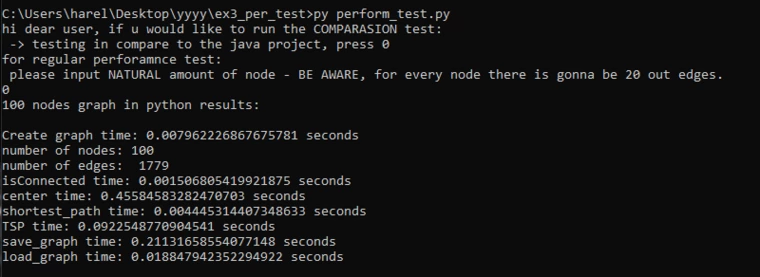 C:\Users\harel\Desktop\yyyy\ex3_per_test>py perform_test.py
hi dear user, if u would like to run the COMPARASION test:
 -> testing in compare to the java project, press 0
for regular perforamnce test:
 please input NATURAL amount of node - BE AWARE, for every node there is gonna be 20 out edges.
0
100 nodes graph in python results:
Create graph time: 0.007962226867675781 seconds
number of nodes: 100
number of edges:  1779
isConnected time: 0.001506805419921875 seconds
center time: 0.45584583282470703 seconds
shortest_path time: 0.004445314407348633 seconds
TSP time: 0.0922548770904541 seconds
save_graph time: 0.21131658554077148 seconds
load_graph time: 0.018847942352294922 seconds